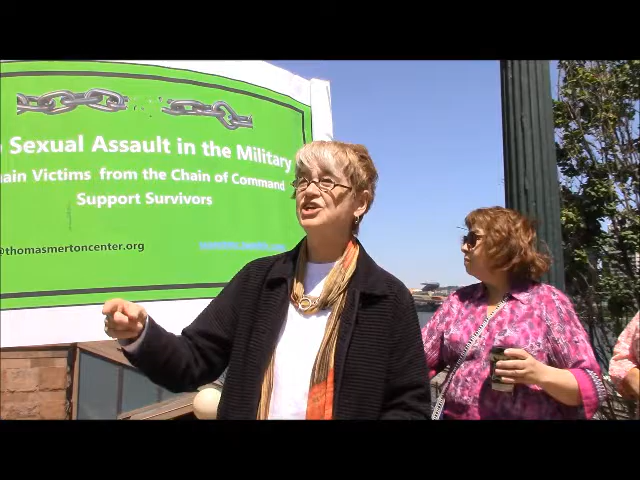 Sexual Assault in the Military
ain Victims from the Chain of Command
Support Survivors
@thomasmertoncenter.org